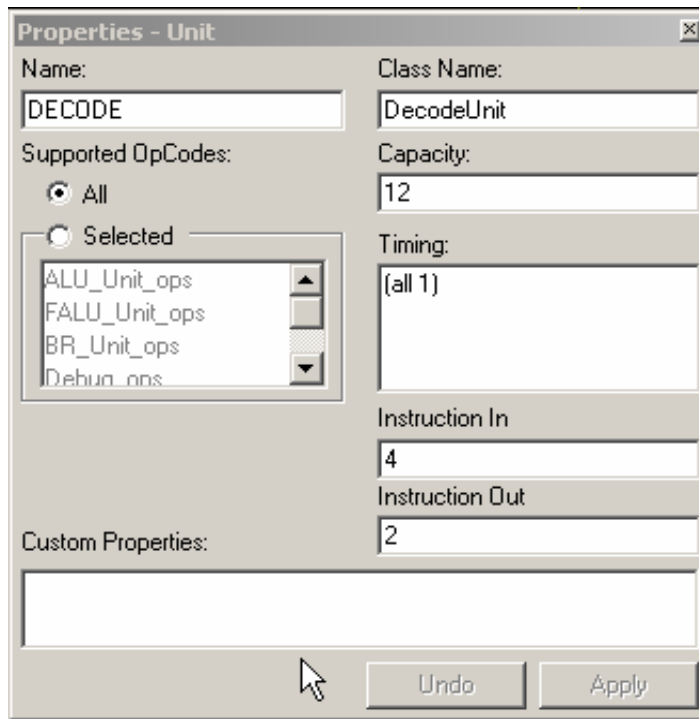 Properties - Unit
Name:
DECODE
Class Name:
DecodeUnit
Supported OpCodes:
All
Selected
ALU_Unit_ops
FALU_Unit_ops
BR_Unit_ops
Debug_ops
Capacity:
12
Timing:
(all 1)
Instruction In
4
Instruction Out
2
Custom Properties:
Undo
Apply